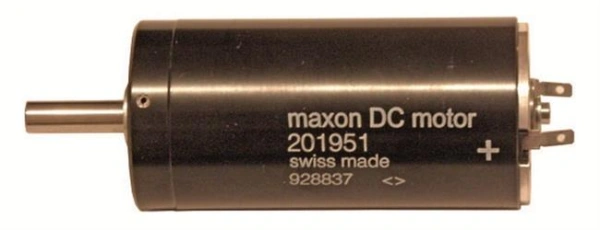 maxon DC motor
201951 +
swiss made
928837 <>